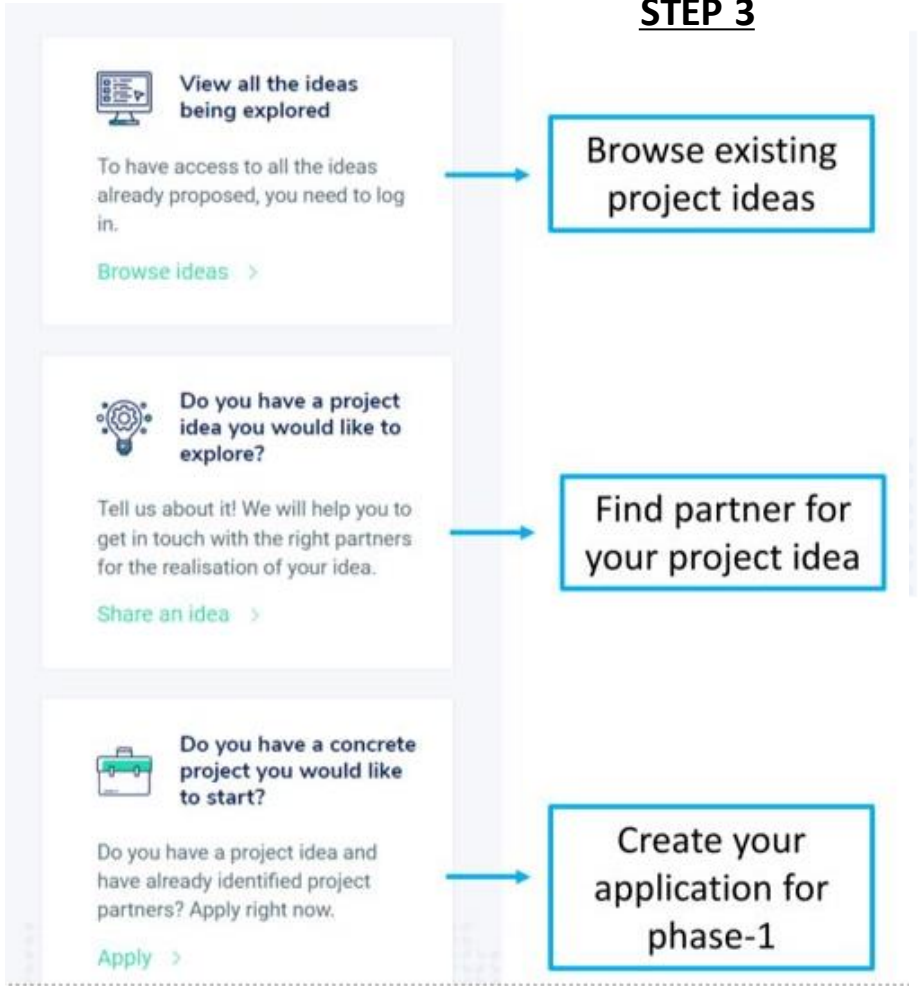 STEP 3
View all the ideas
being explored
To have access to all the ideas
already proposed, you need to log
in.
Browse ideas >
Browse existing
project ideas
Do you have a project
idea you would like to
explore?
Tell us about it! We will help you to
get in touch with the right partners
for the realisation of your idea.
Share an idea >
Find partner for
your project idea
Do you have a concrete
project you would like
to start?
Do you have a project idea and
have already identified project
partners? Apply right now.
Apply >
Create your
application for
phase-1